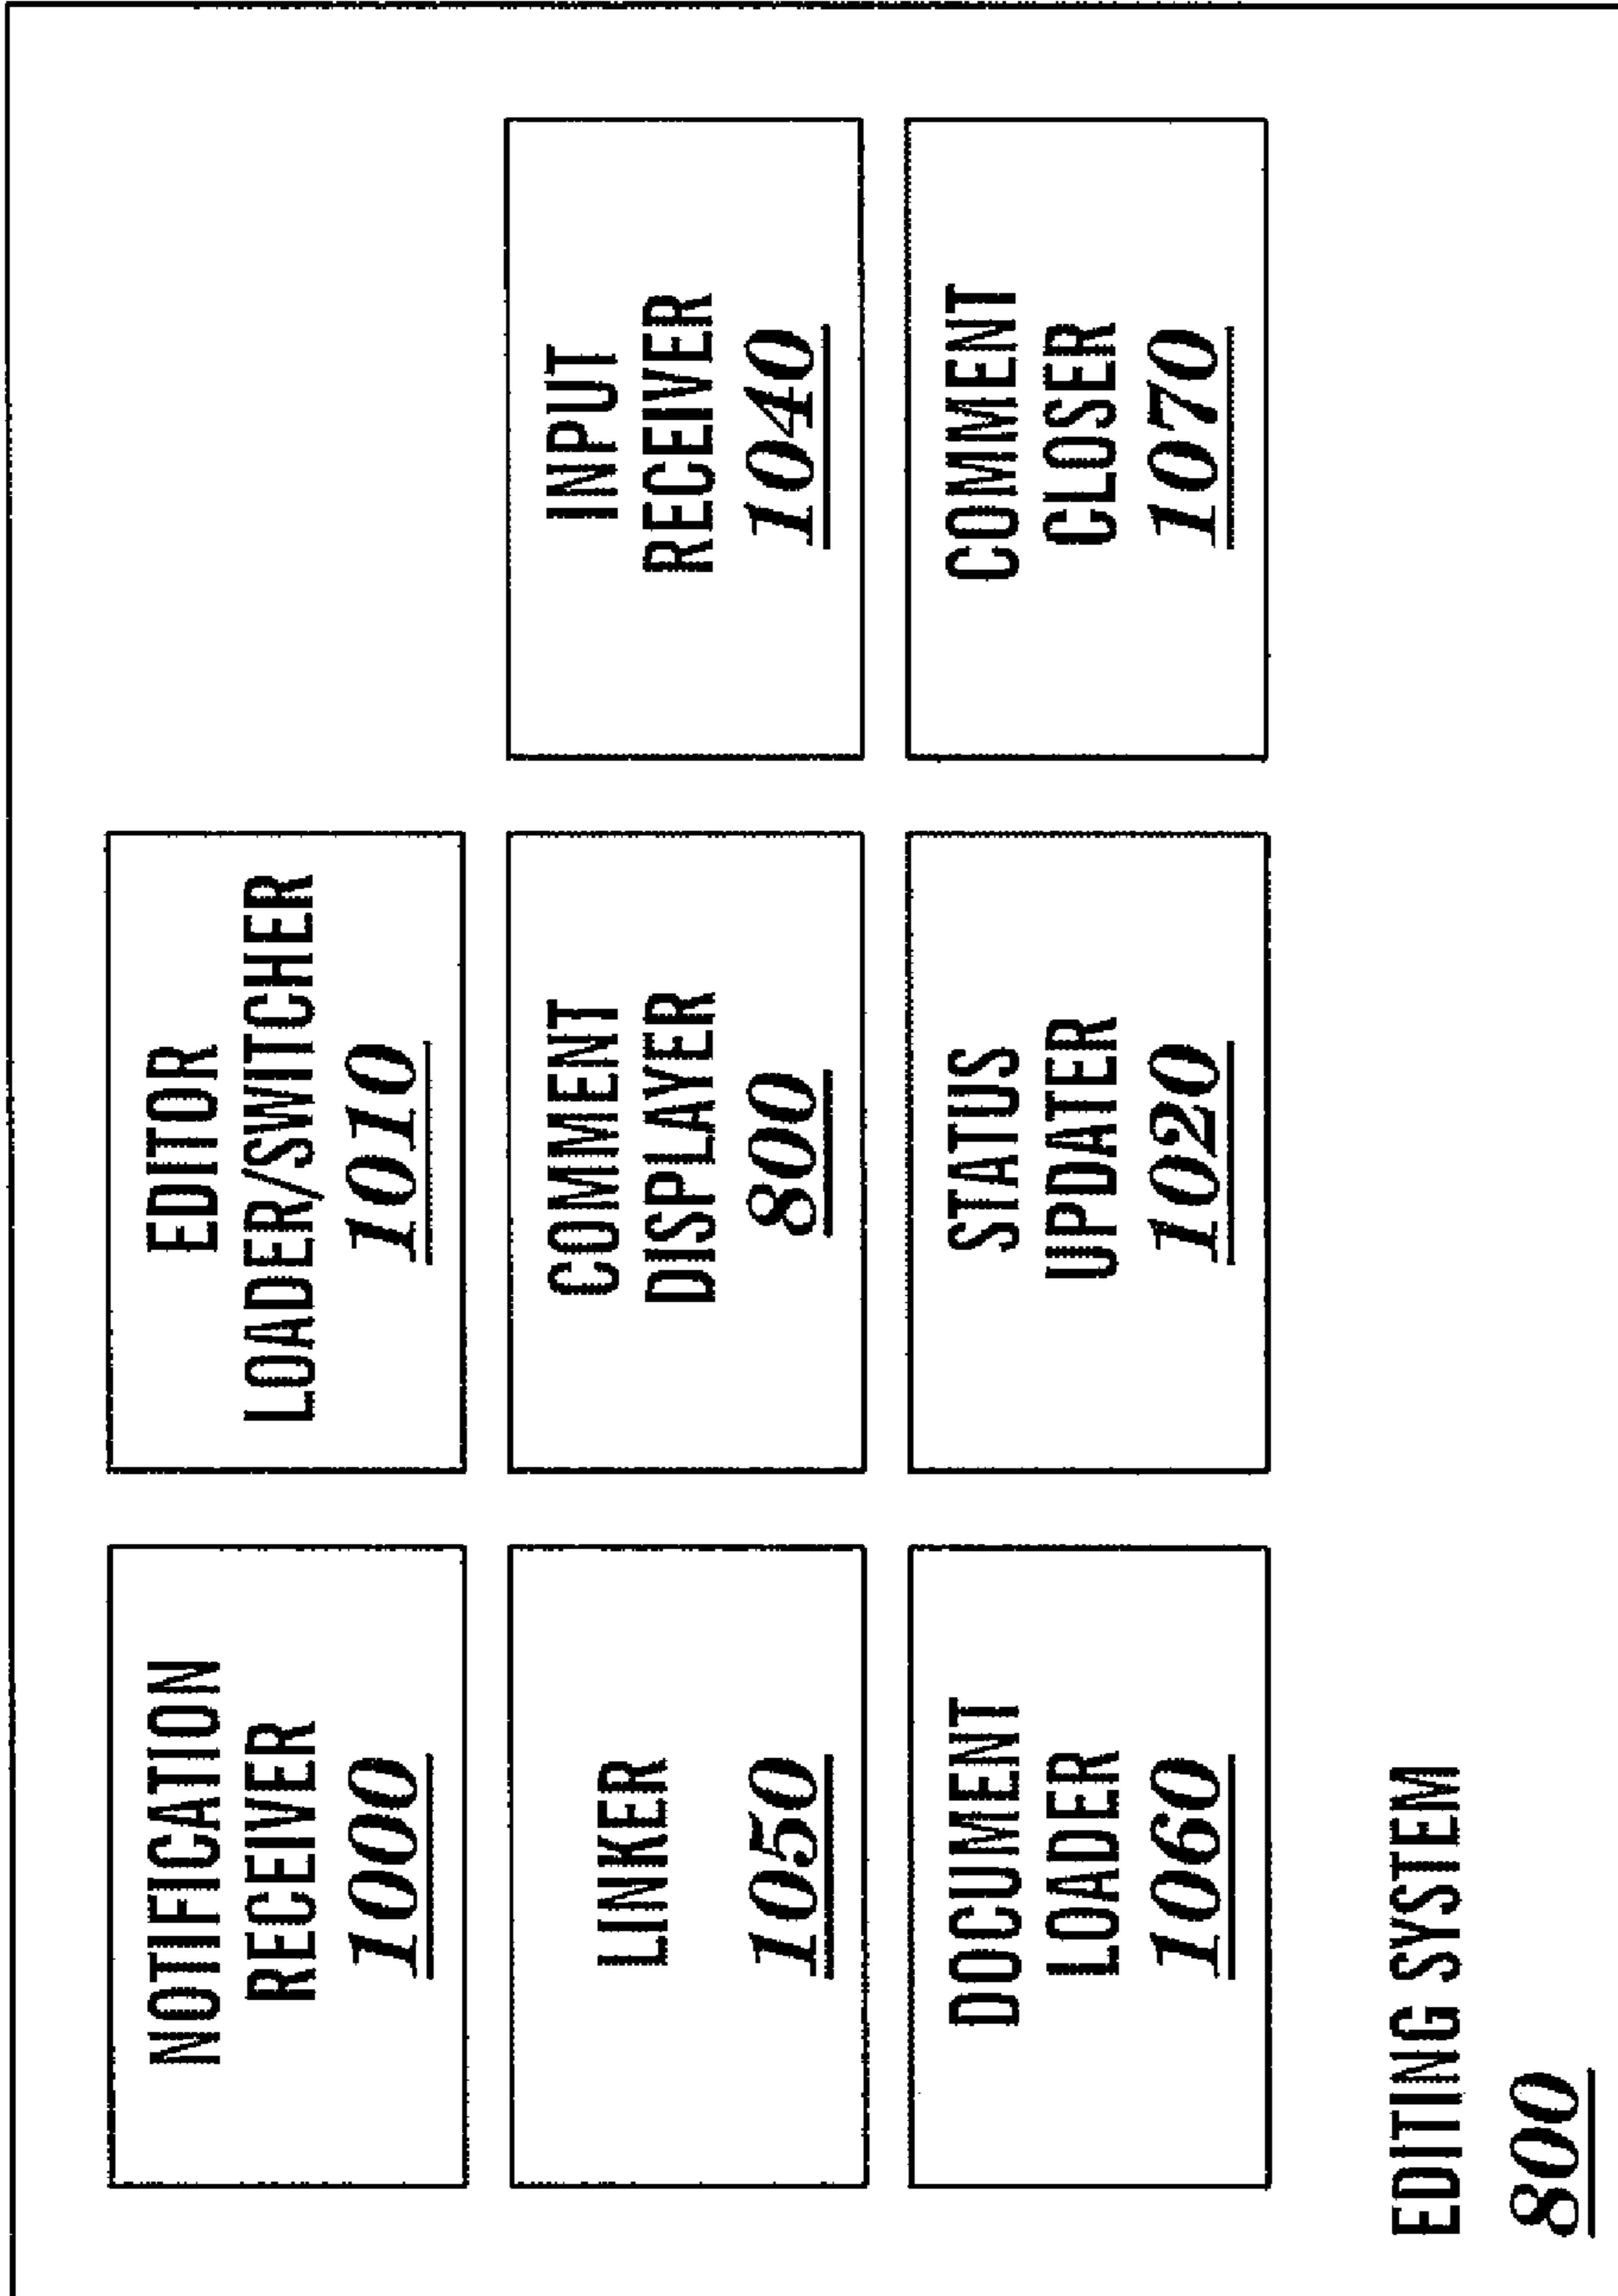 NOTIFICATION
RECEIVER
1000
EDITOR
LOADER/SWITCHER
1010
LINKER
1050
COMMENT
DISPLAYER
800
INPUT
RECEIVER
1040
DOCUMENT
LOADER
1060
STATUS
UPDATER
1020
COMMENT
CLOSER
1070
EDITING SYSTEM
800